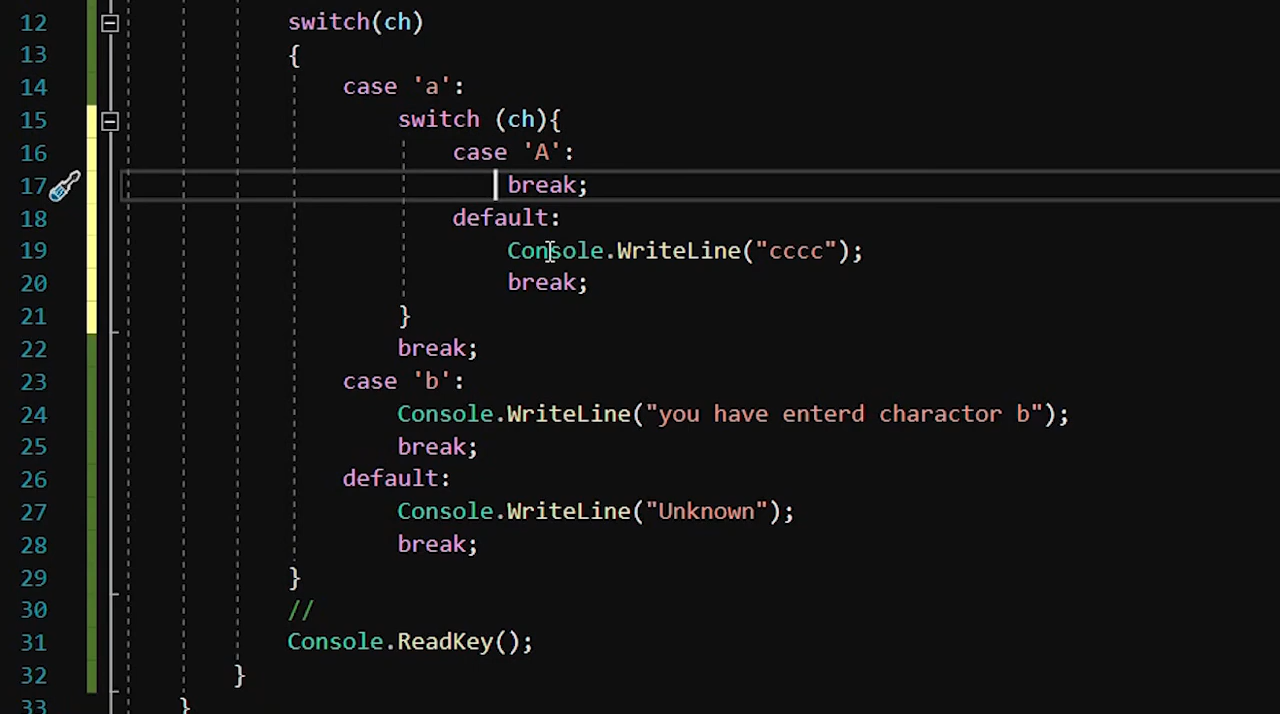 12 switch(ch)
13 {
14 case 'a':
15 switch (ch){
16 case 'A':
17 break;
18 default:
19 Console.WriteLine("cccc");
20 break;
21 }
22 break;
23 case 'b':
24 Console.WriteLine("you have enterd charactor b");
25 break;
26 default:
27 Console.WriteLine("Unknown");
28 break;
29 }
30 //
31 Console.ReadKey();
32 }
33 }